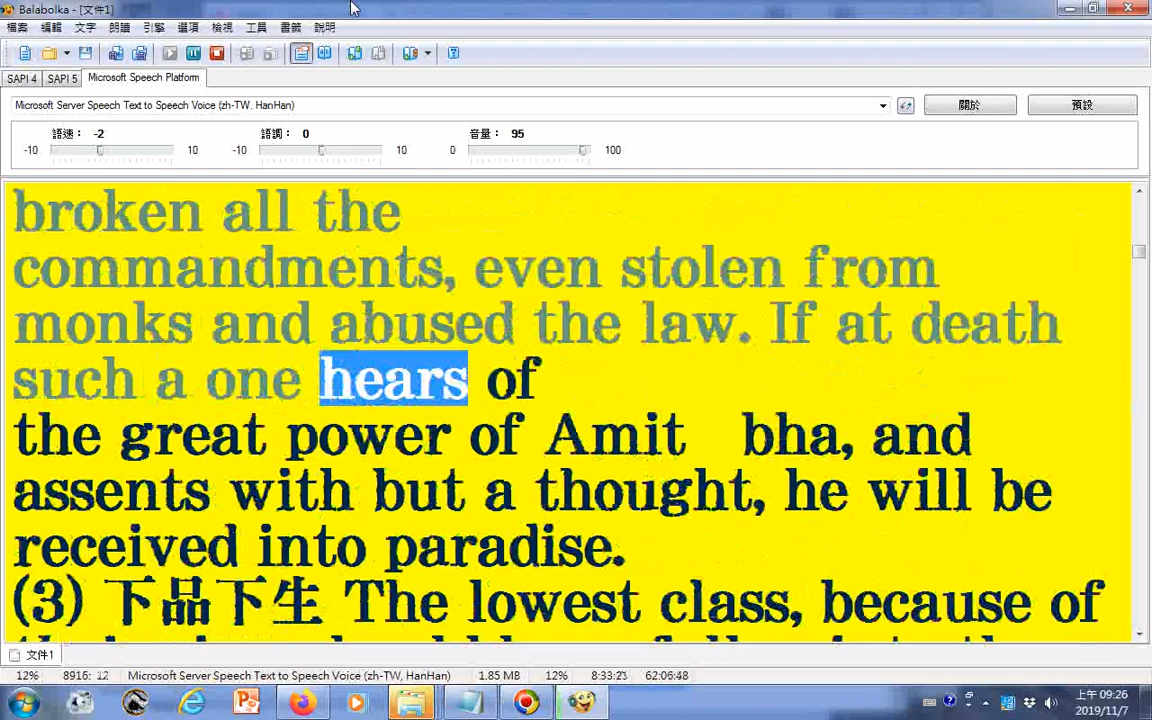 Balabolka - [文件1]
檔案 編輯 文字 朗讀 引擎 選項 檢視 工具 書籤 說明
SAPI 4 SAPI 5 Microsoft Speech Platform
Microsoft Server Speech Text to Speech Voice (zh-TW, HanHan) 關於 預設
語速： -2 語調： 0 音量： 95
-10 10 -10 10 0 100
broken all the
commandments, even stolen from
monks and abused the law. If at death
such a one hears of
the great power of Amit bha, and
assents with but a thought, he will be
received into paradise.
(3) 下品下生 The lowest class, because of
文件1
12% 8916: 12 Microsoft Server Speech Text to Speech Voice (zh-TW, HanHan) 1.85 MB 12% 8:33:23 62:06:48
上午 09:26
2019/11/7